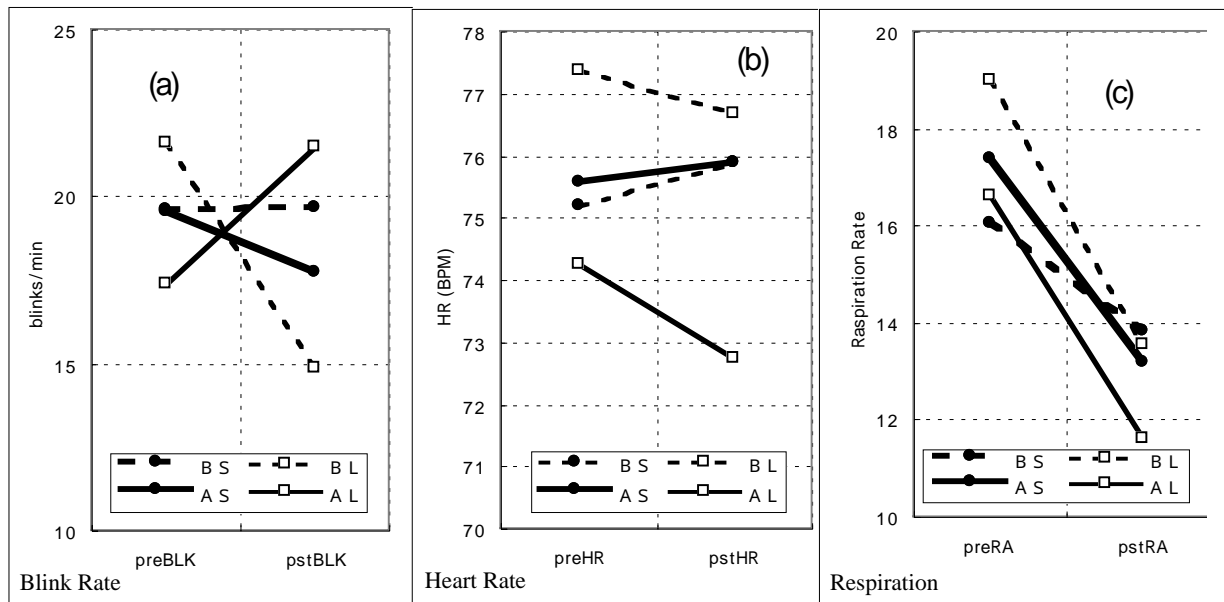 25
20
15
10
blinks/min
(a)
B S
B L
A S
A L
preBLK
pstBLK
Blink Rate
78
77
76
75
74
73
72
71
70
HR (BPM)
(b)
B S
B L
A S
A L
preHR
pstHR
Heart Rate
20
18
16
14
12
10
Raspiration Rate
(c)
B S
B L
A S
A L
preRA
pstRA
Respiration